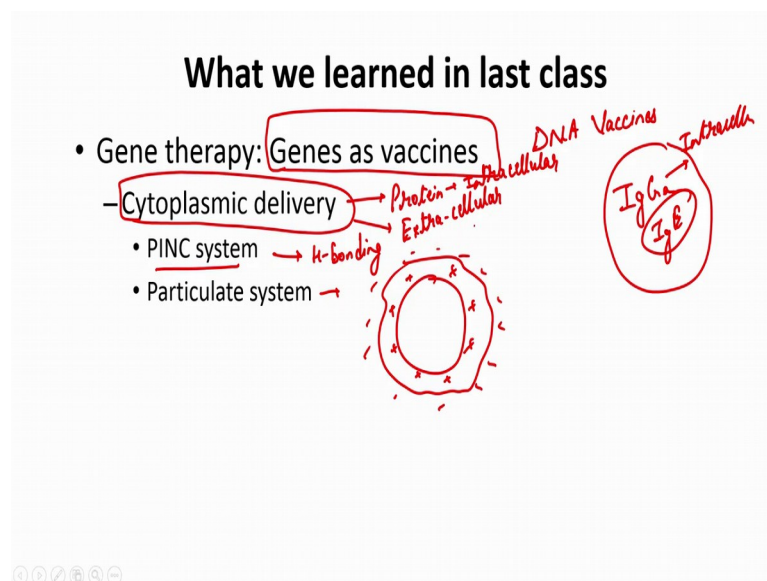 What we learned in last class
• Gene therapy: Genes as vaccines
DNA Vaccines
–Cytoplasmic delivery
Protein → Intracellular
Extra-cellular
• PINC system → H-bonding
• Particulate system →
IgG
IgE